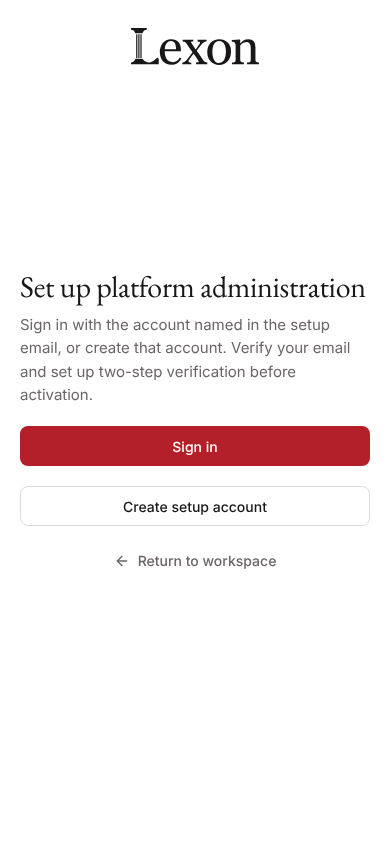 Lexon
Set up platform administration
Sign in with the account named in the setup
email, or create that account. Verify your email
and set up two-step verification before
activation.
Sign in
Create setup account
← Return to workspace